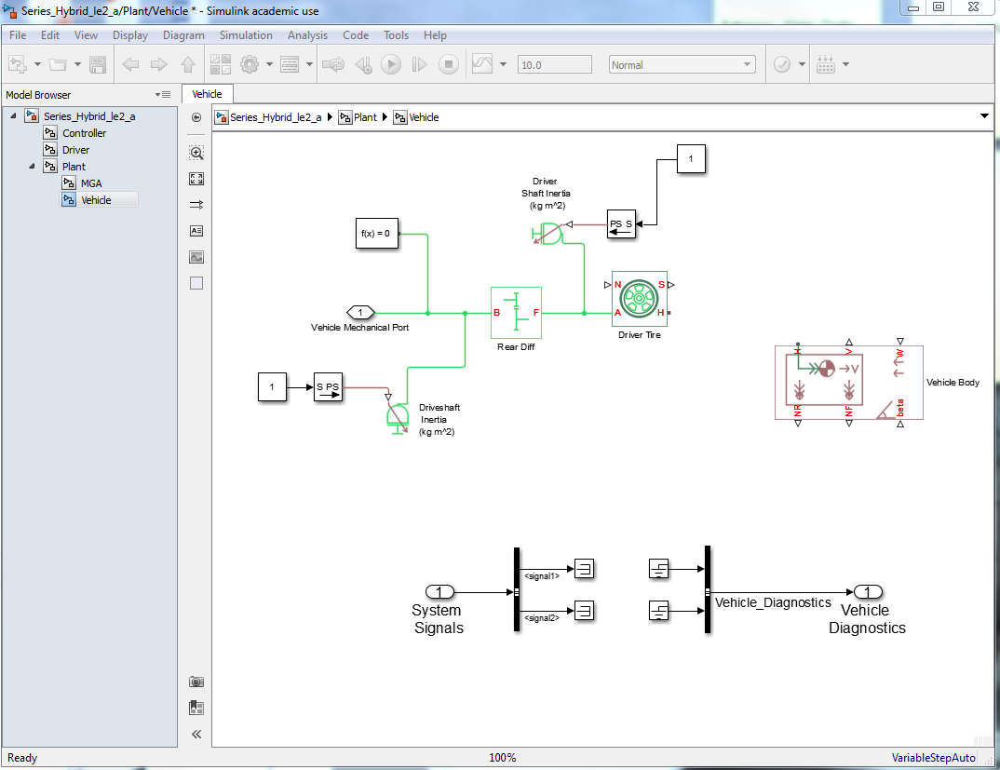 Series_Hybrid_le2_a/Plant/Vehicle * - Simulink academic use
File Edit View Display Diagram Simulation Analysis Code Tools Help
10.0
Normal
Model Browser
Vehicle
Series_Hybrid_le2_a
Controller
Driver
Plant
MGA
Vehicle
Series_Hybrid_le2_a Plant Vehicle
1
Driver
Shaft Inertia
(kg m^2)
PS S
f(x) = 0
N S
A H
Driver Tire
1
Vehicle Mechanical Port
B F
Rear Diff
H V W
V
NR NF beta
Vehicle Body
1
S PS
Driveshaft
Inertia
(kg m^2)
<signal1>
<signal2>
1
System
Signals
Vehicle_Diagnostics
1
Vehicle
Diagnostics
Ready
100%
VariableStepAuto